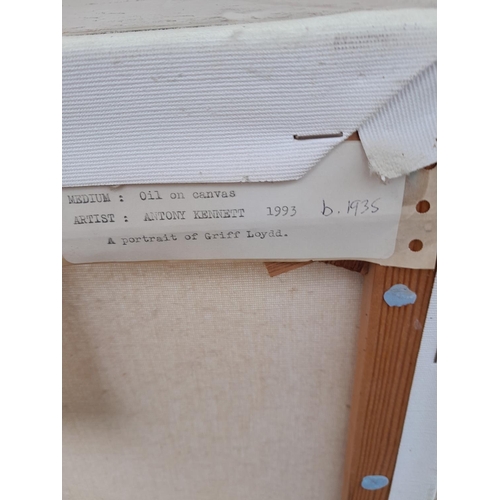 MEDIUM : Oil on canvas
ARTIST : ANTONY KENNETT 1993 b. 1935
A portrait of Griff Loydd.